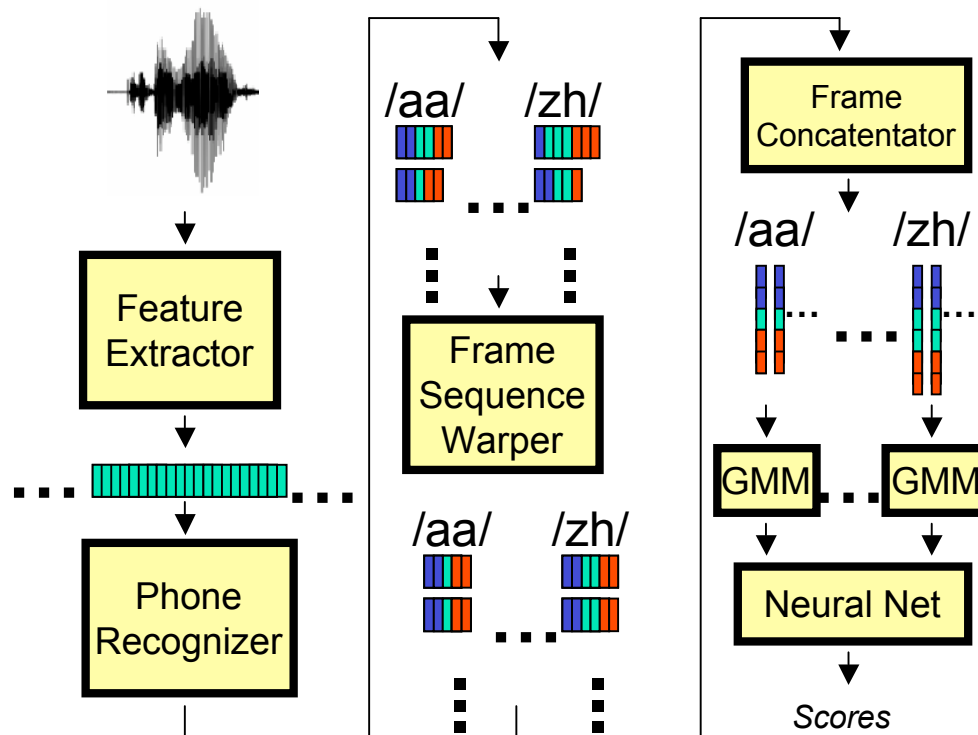 Feature
Extractor
Phone
Recognizer
/aa/ /zh/
Frame
Sequence
Warper
/aa/ /zh/
Frame
Concatentator
/aa/ /zh/
GMM GMM
Neural Net
Scores